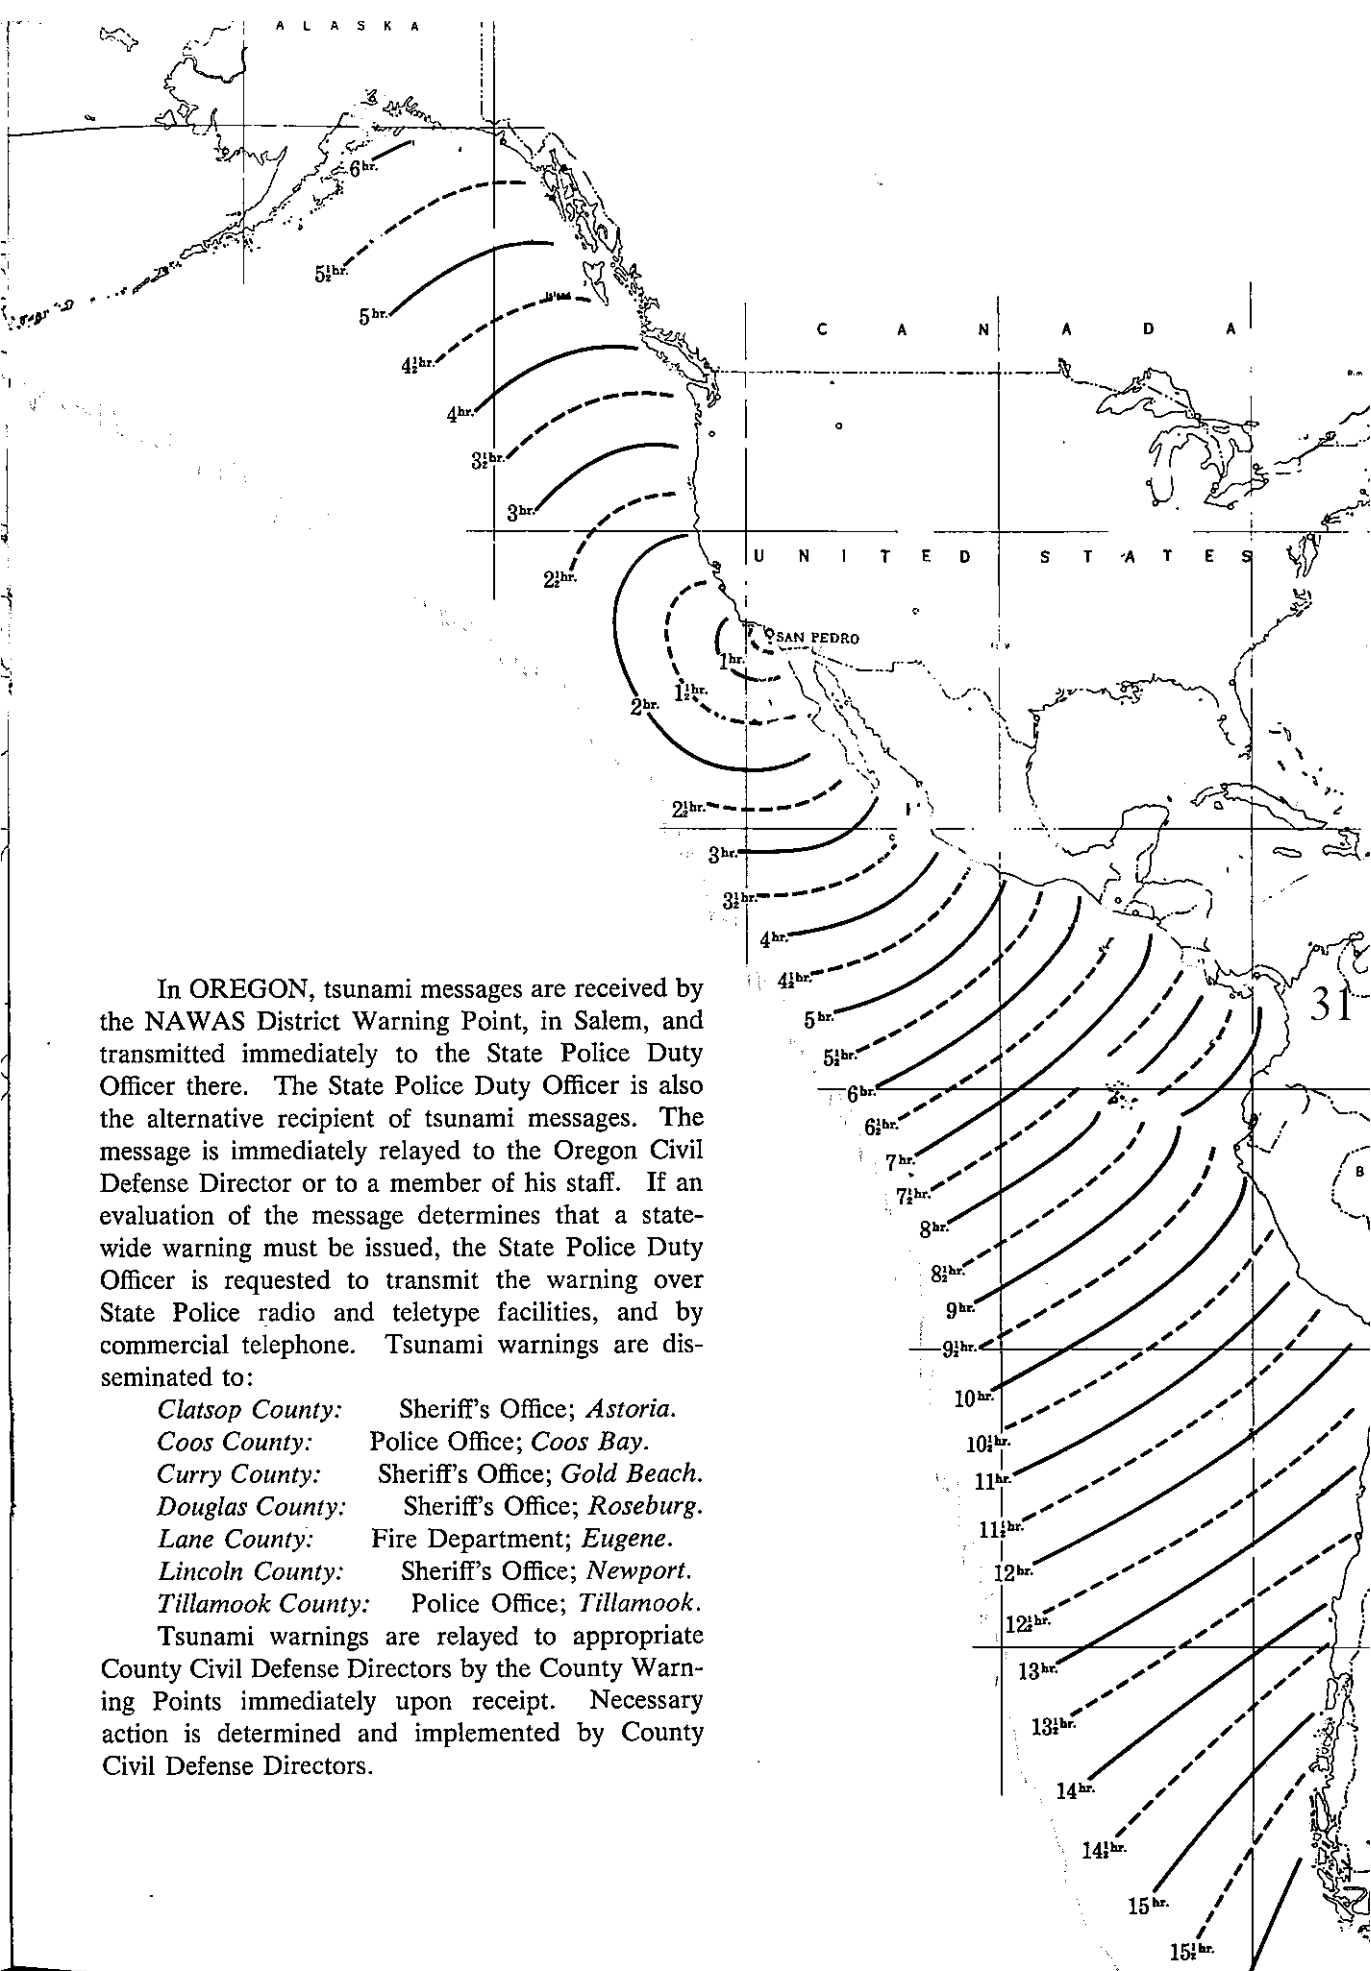 ALASKA
6hr.
5½hr.
5hr.
4½hr.
4hr.
3½hr.
3hr.
2½hr.
CANADA
UNITED STATES
SAN PEDRO
1hr.
1½hr.
2hr.
2½hr.
3hr.
3½hr.
4hr.
4½hr.
5hr.
5½hr.
6hr.
6½hr.
7hr.
7½hr.
8hr.
8½hr.
9hr.
9½hr.
10hr.
10½hr.
11hr.
11½hr.
12hr.
12½hr.
13hr.
13½hr.
14hr.
14½hr.
15hr.
15½hr.
31
B
In OREGON, tsunami messages are received by
the NAWAS District Warning Point, in Salem, and
transmitted immediately to the State Police Duty
Officer there. The State Police Duty Officer is also
the alternative recipient of tsunami messages. The
message is immediately relayed to the Oregon Civil
Defense Director or to a member of his staff. If an
evaluation of the message determines that a state-
wide warning must be issued, the State Police Duty
Officer is requested to transmit the warning over
State Police radio and teletype facilities, and by
commercial telephone. Tsunami warnings are dis-
seminated to:
Clatsop County: Sheriff's Office; Astoria.
Coos County: Police Office; Coos Bay.
Curry County: Sheriff's Office; Gold Beach.
Douglas County: Sheriff's Office; Roseburg.
Lane County: Fire Department; Eugene.
Lincoln County: Sheriff's Office; Newport.
Tillamook County: Police Office; Tillamook.
Tsunami warnings are relayed to appropriate
County Civil Defense Directors by the County Warn-
ing Points immediately upon receipt. Necessary
action is determined and implemented by County
Civil Defense Directors.